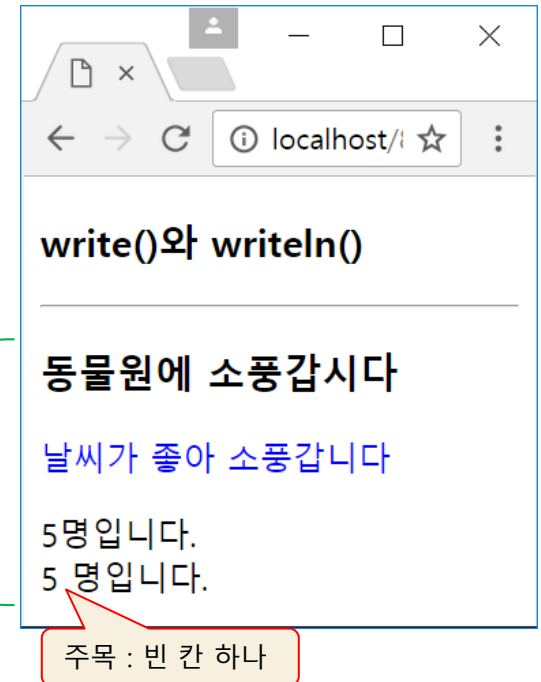 localhost/8
write()와 writeln()
동물원에 소풍갑시다
날씨가 좋아 소풍갑니다
5명입니다.
5 명입니다.
주목 : 빈 칸 하나